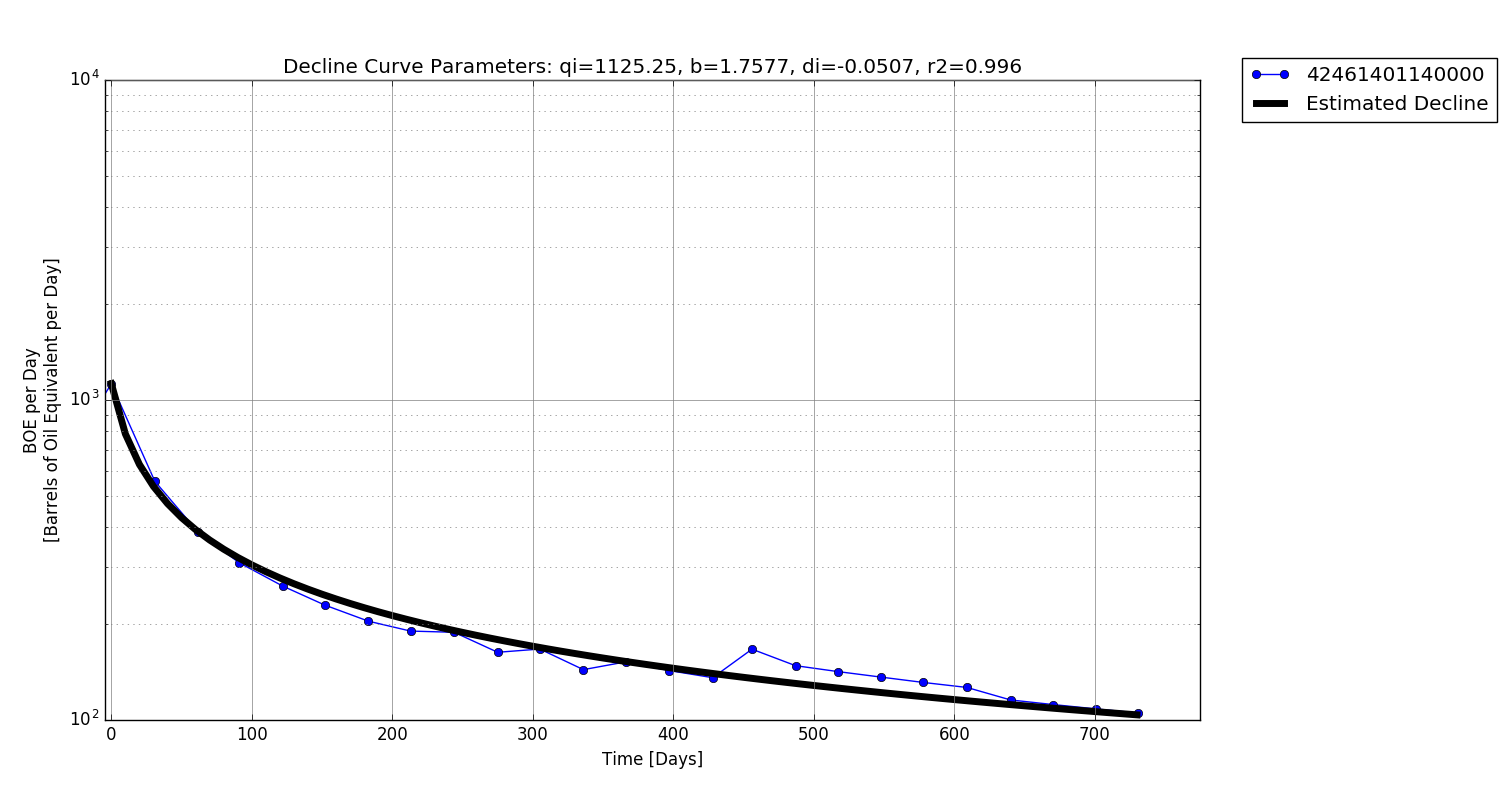 Decline Curve Parameters: qi=1125.25, b=1.7577, di=-0.0507, r2=0.996
42461401140000
Estimated Decline
10^4
10^3
10^2
BOE per Day
[Barrels of Oil Equivalent per Day]
0 100 200 300 400 500 600 700
Time [Days]